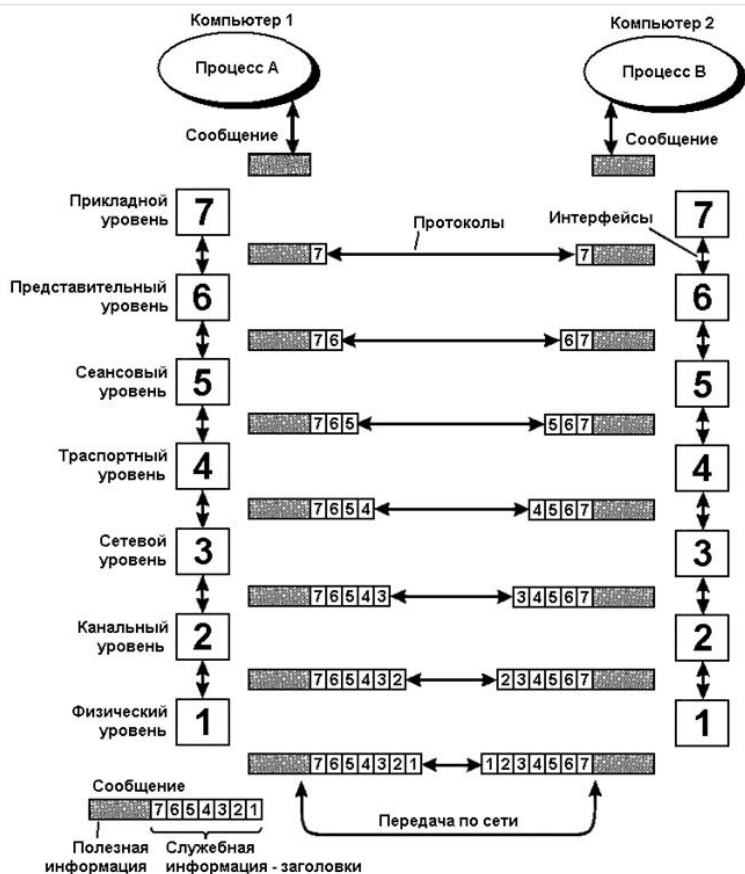 Компьютер 1
Компьютер 2
Процесс А
Процесс В
Сообщение
Сообщение
Прикладной
уровень
7
7
Протоколы
Интерфейсы
7
7
Представительный
уровень
6
6
7 6
6 7
Сеансовый
уровень
5
5
7 6 5
5 6 7
Траспортный
уровень
4
4
7 6 5 4
4 5 6 7
Сетевой
уровень
3
3
7 6 5 4 3
3 4 5 6 7
Канальный
уровень
2
2
7 6 5 4 3 2
2 3 4 5 6 7
Физический
уровень
1
1
7 6 5 4 3 2 1
1 2 3 4 5 6 7
Сообщение
7 6 5 4 3 2 1
Передача по сети
Полезная
информация
Служебная
информация - заголовки